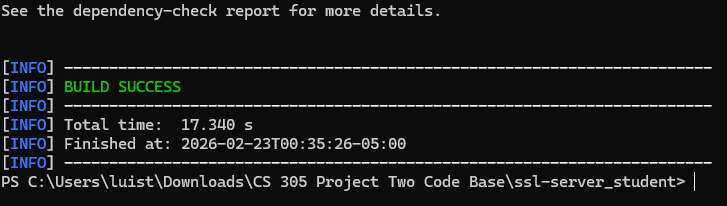 See the dependency-check report for more details.
[INFO] ------------------------------------------------------------------------
[INFO] BUILD SUCCESS
[INFO] ------------------------------------------------------------------------
[INFO] Total time:  17.340 s
[INFO] Finished at: 2026-02-23T00:35:26-05:00
[INFO] ------------------------------------------------------------------------
PS C:\Users\luist\Downloads\CS 305 Project Two Code Base\ssl-server_student>